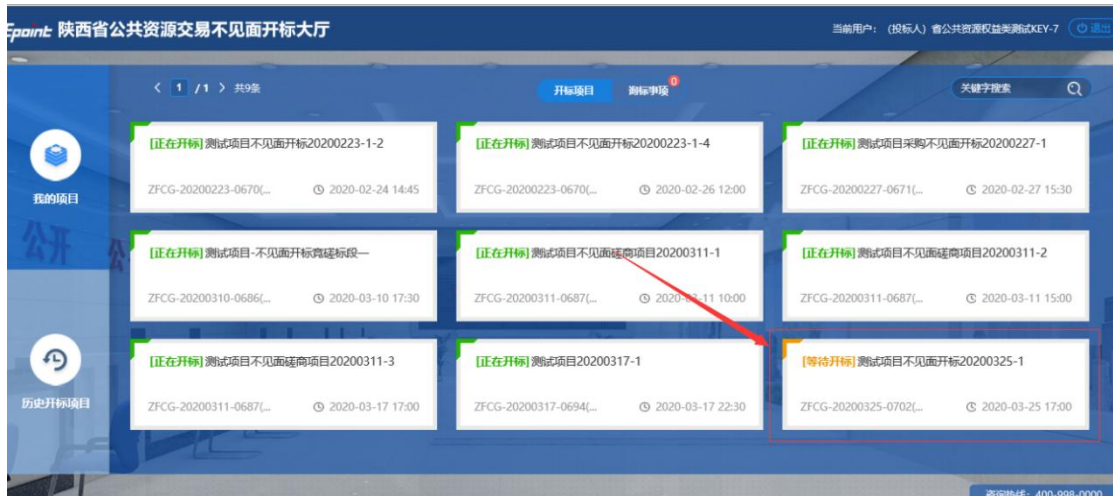 Epoint 陕西省公共资源交易不见面开标大厅
当前用户： (投标人) 省公共资源权益类测试KEY-7 退出
1 / 1 共9条
开标项目 询标事项 0
关键字搜索
我的项目
历史开标项目
[正在开标] 测试项目不见面开标20200223-1-2
ZFCG-20200223-0670(... 2020-02-24 14:45
[正在开标] 测试项目不见面开标20200223-1-4
ZFCG-20200223-0670(... 2020-02-26 12:00
[正在开标] 测试项目采购不见面开标20200227-1
ZFCG-20200227-0671(... 2020-02-27 15:30
[正在开标] 测试项目-不见面开标竞磋标段一
ZFCG-20200310-0686(... 2020-03-10 17:30
[正在开标] 测试项目不见面磋商项目20200311-1
ZFCG-20200311-0687(... 2020-03-11 10:00
[正在开标] 测试项目不见面磋商项目20200311-2
ZFCG-20200311-0687(... 2020-03-11 15:00
[正在开标] 测试项目不见面磋商项目20200311-3
ZFCG-20200311-0687(... 2020-03-17 17:00
[正在开标] 测试项目20200317-1
ZFCG-20200317-0694(... 2020-03-17 22:30
[等待开标] 测试项目不见面开标20200325-1
ZFCG-20200325-0702(... 2020-03-25 17:00
咨询热线：400-998-0000